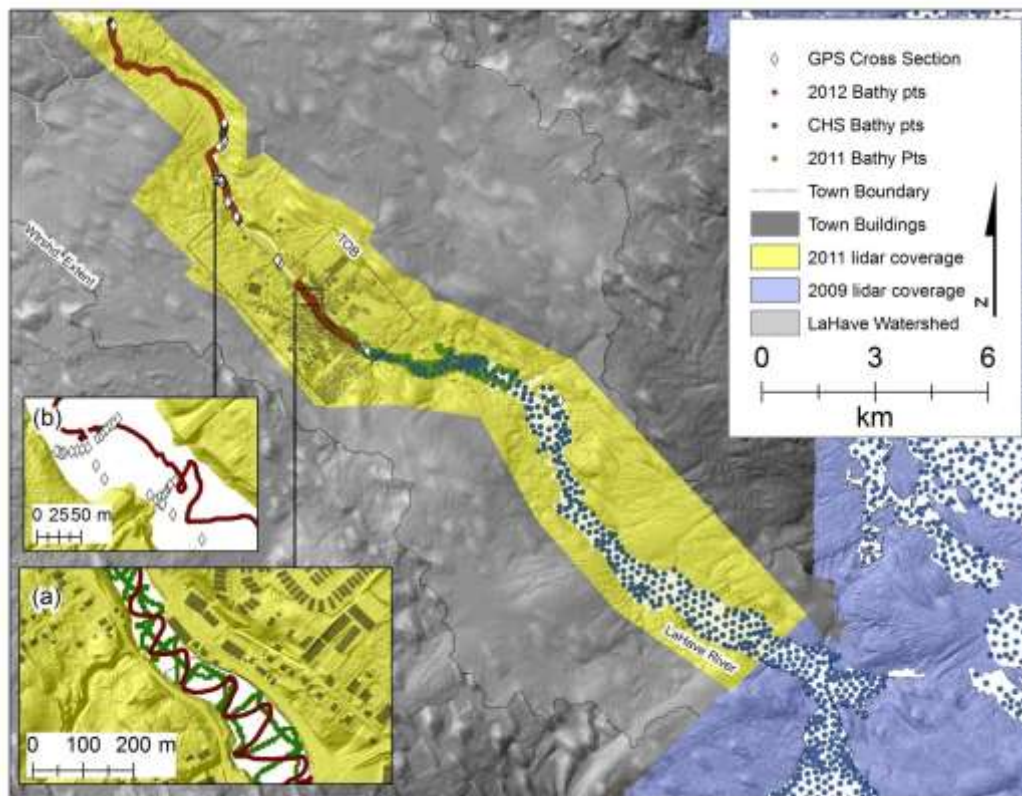 GPS Cross Section
2012 Bathy pts
CHS Bathy pts
2011 Bathy Pts
Town Boundary
Town Buildings
2011 lidar coverage
2009 lidar coverage
LaHave Watershed
N
0 3 6
km
TOB
Extent
LaHave River
(b)
0 25 50 m
(a)
0 100 200 m